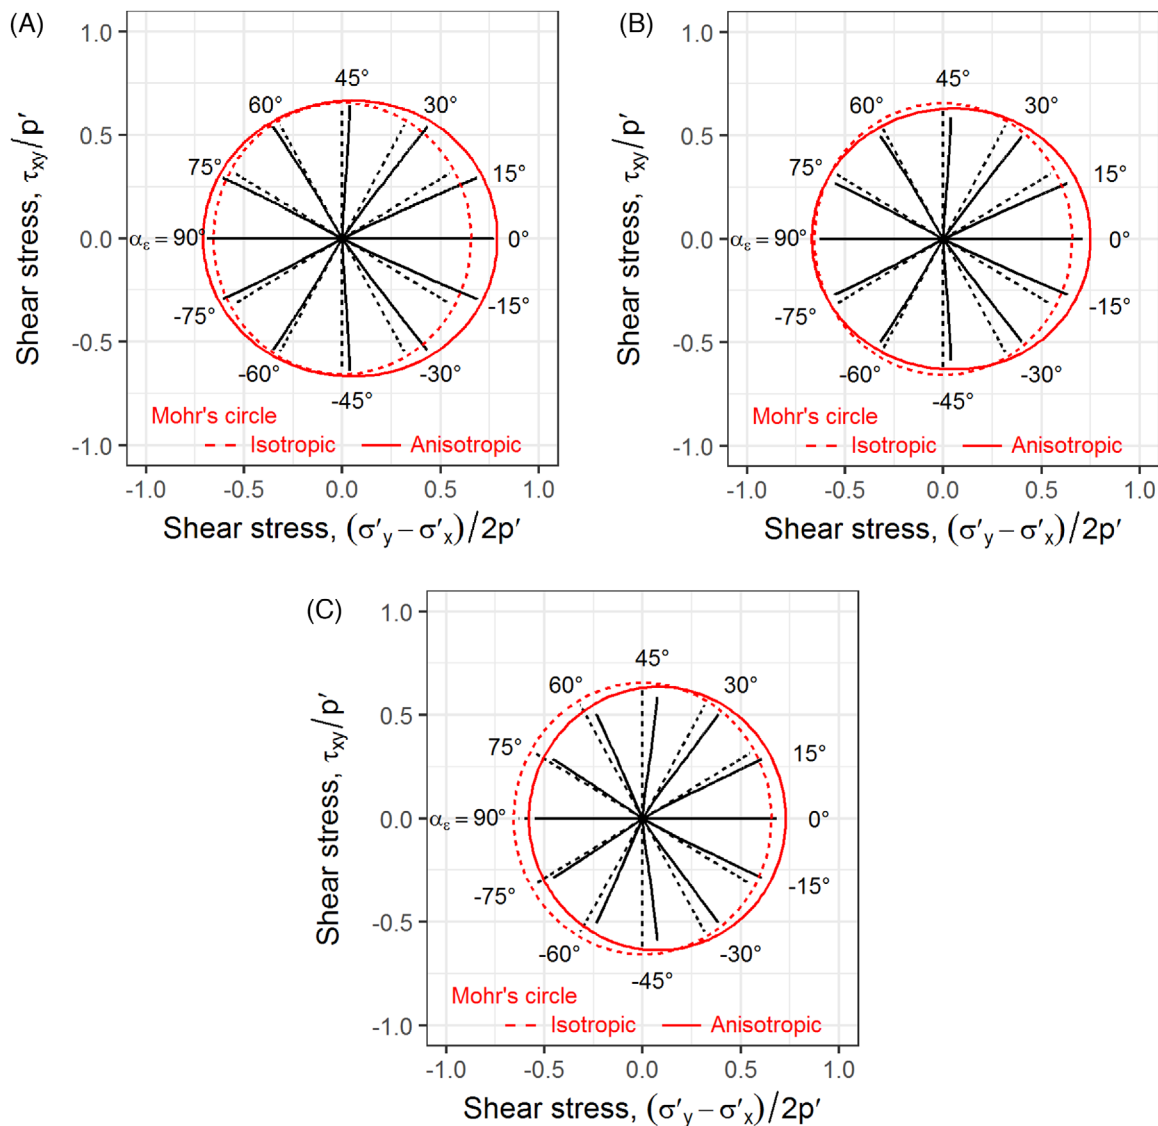 (A)
Shear stress, τxy/p′
1.0
0.5
0.0
-0.5
-1.0
45°
60°
30°
75°
15°
αε = 90°
0°
-75°
-15°
-60°
-30°
-45°
Mohr's circle
Isotropic
Anisotropic
-1.0 -0.5 0.0 0.5 1.0
Shear stress, (σ′y − σ′x)/2p′
(B)
Shear stress, τxy/p′
1.0
0.5
0.0
-0.5
-1.0
45°
60°
30°
75°
15°
αε = 90°
0°
-75°
-15°
-60°
-30°
-45°
Mohr's circle
Isotropic
Anisotropic
-1.0 -0.5 0.0 0.5 1.0
Shear stress, (σ′y − σ′x)/2p′
(C)
Shear stress, τxy/p′
1.0
0.5
0.0
-0.5
-1.0
45°
60°
30°
75°
15°
αε = 90°
0°
-75°
-15°
-60°
-30°
-45°
Mohr's circle
Isotropic
Anisotropic
-1.0 -0.5 0.0 0.5 1.0
Shear stress, (σ′y − σ′x)/2p′